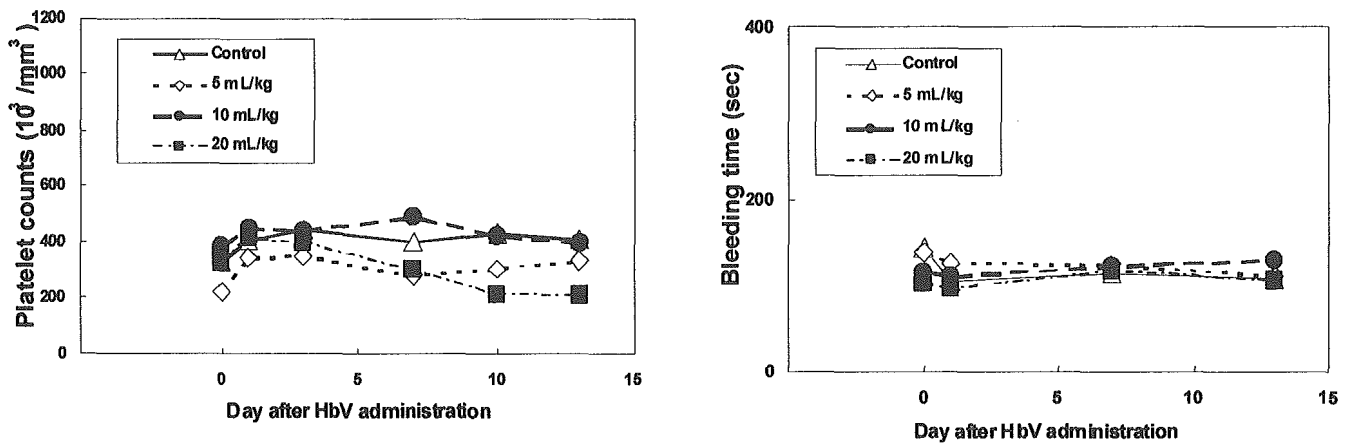 Platelet counts (10³ /mm³)
1200
1000
800
600
400
200
0
Control
5 mL/kg
10 mL/kg
20 mL/kg
0 5 10 15
Day after HbV administration
Bleeding time (sec)
400
200
0
Control
5 mL/kg
10 mL/kg
20 mL/kg
0 5 10 15
Day after HbV administration